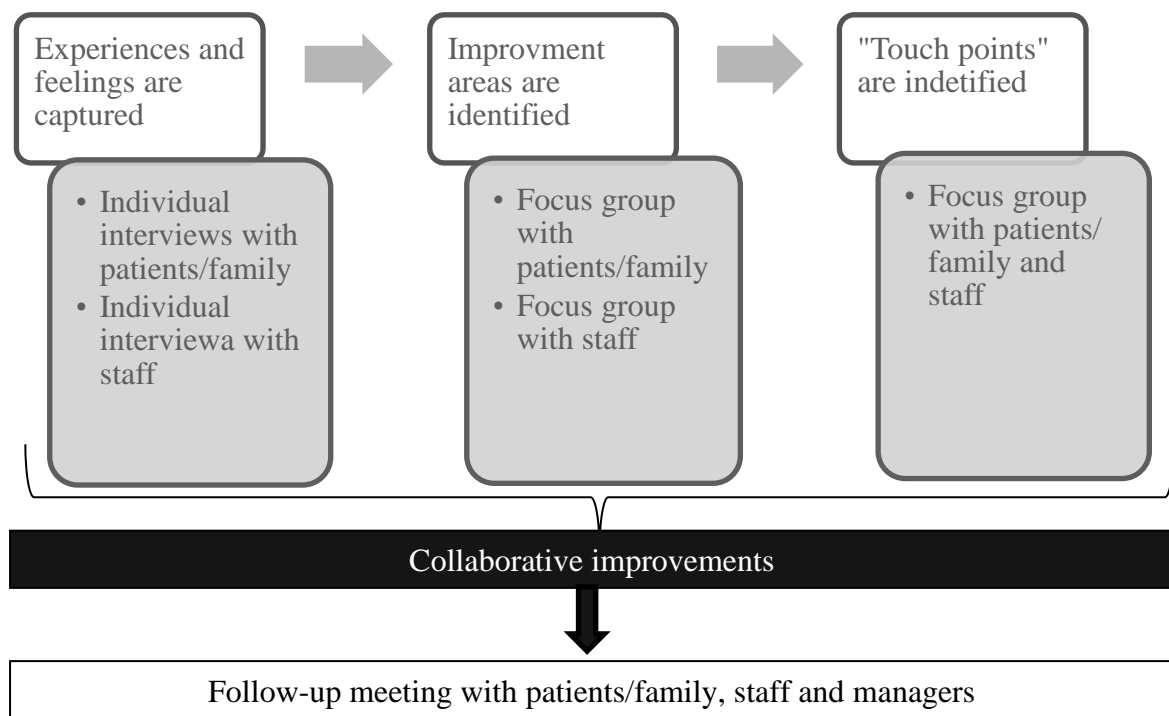 Experiences and
feelings are
captured
Improvment
areas are
identified
"Touch points"
are indetified
• Individual
interviews with
patients/family
• Individual
interviewa with
staff
• Focus group
with
patients/family
• Focus group
with staff
• Focus group
with patients/
family and
staff
Collaborative improvements
Follow-up meeting with patients/family, staff and managers